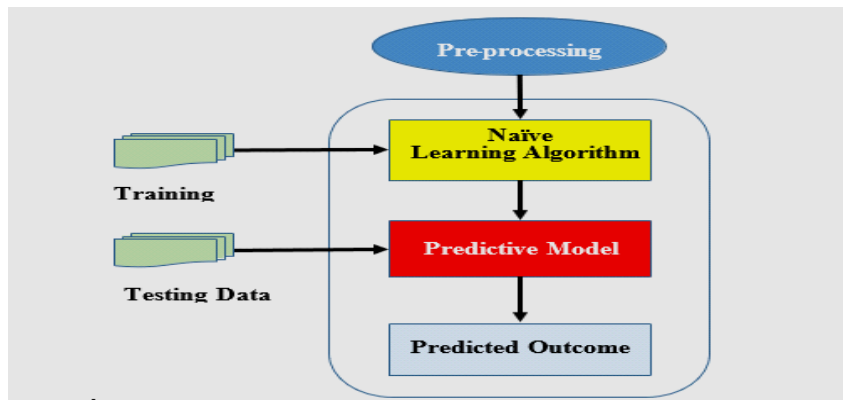 Pre-processing
Naïve
Learning Algorithm
Training
Predictive Model
Testing Data
Predicted Outcome